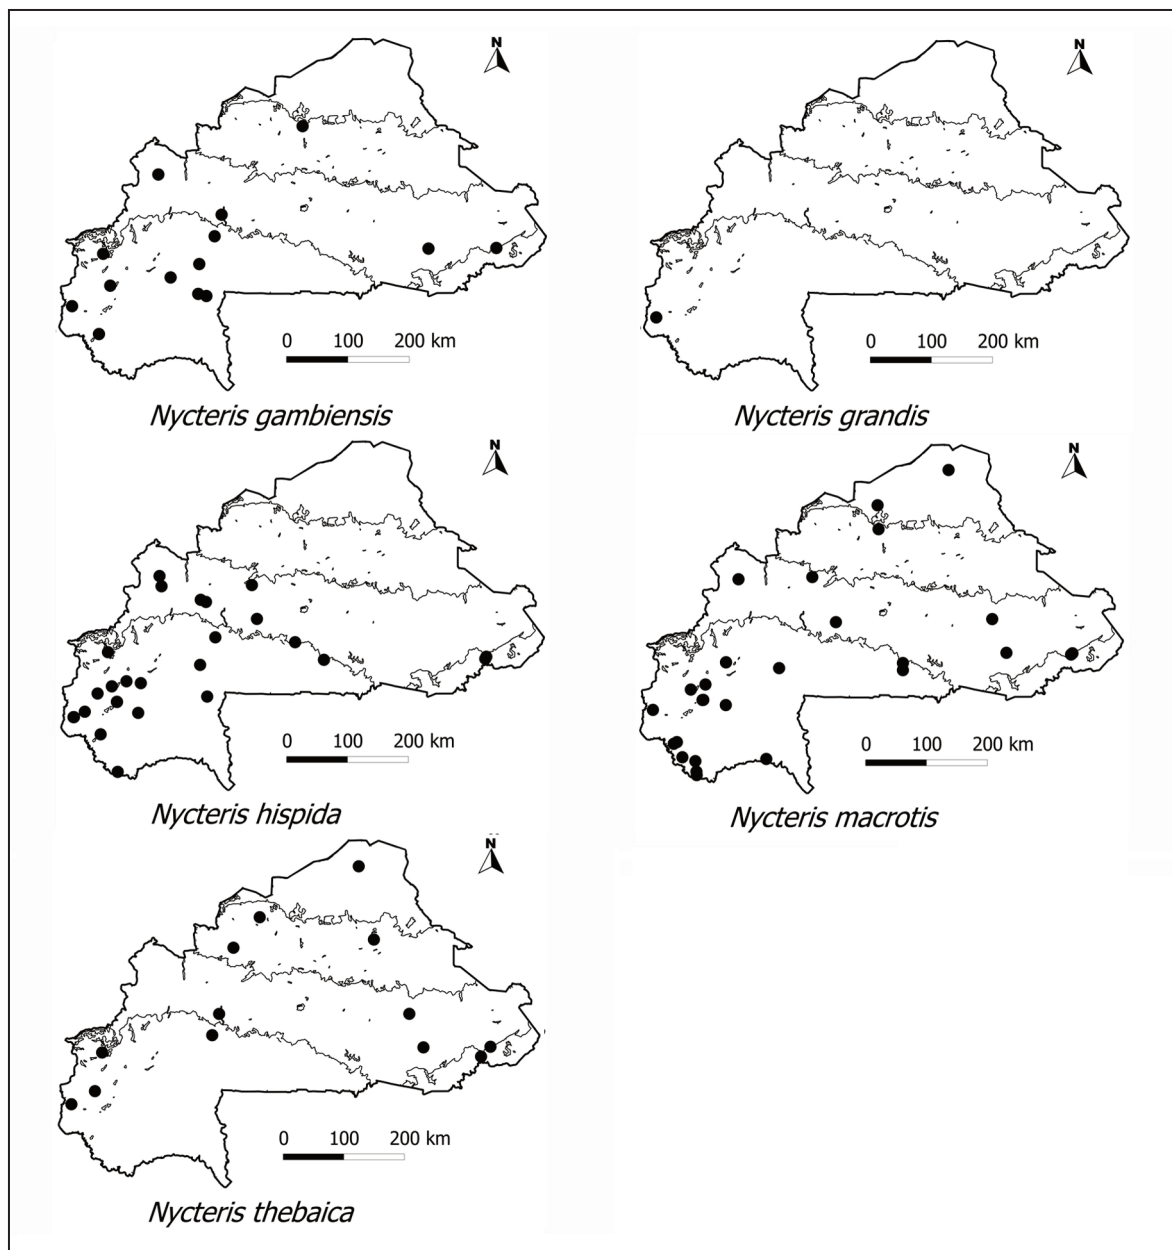 N
N
0 100 200 km
0 100 200 km
Nycteris gambiensis
Nycteris grandis
N
N
0 100 200 km
0 100 200 km
Nycteris hispida
Nycteris macrotis
N
0 100 200 km
Nycteris thebaica